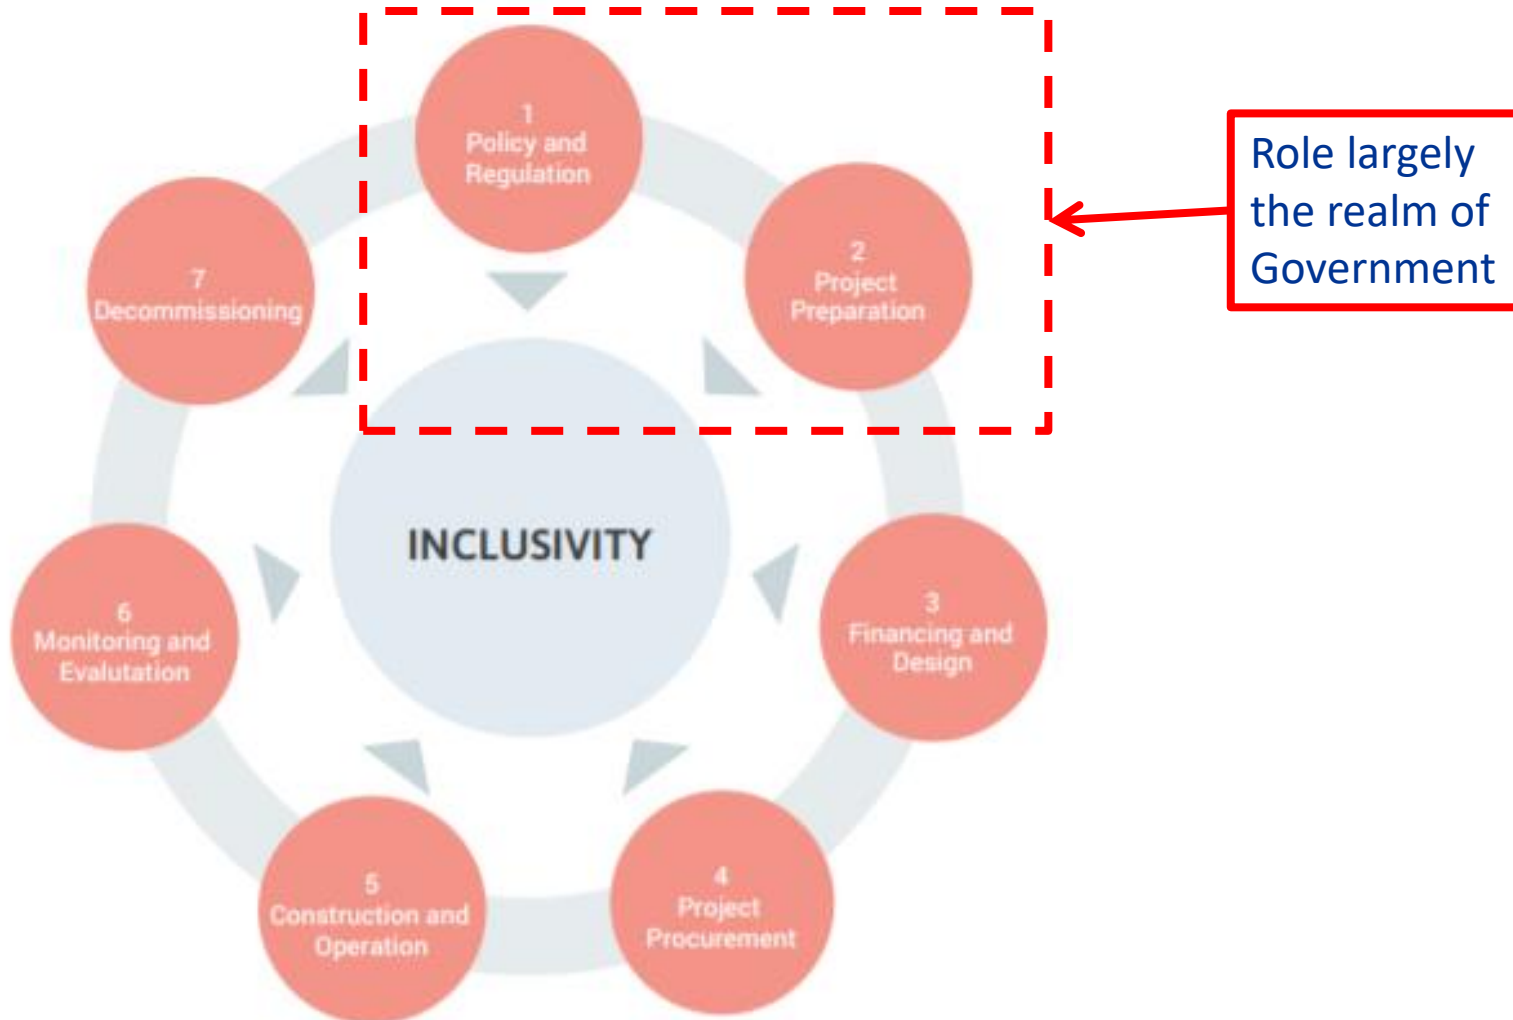 1
Policy and
Regulation
2
Project
Preparation
Role largely
the realm of
Government
7
Decommissioning
INCLUSIVITY
3
Financing and
Design
6
Monitoring and
Evalutation
5
Construction and
Operation
4
Project
Procurement